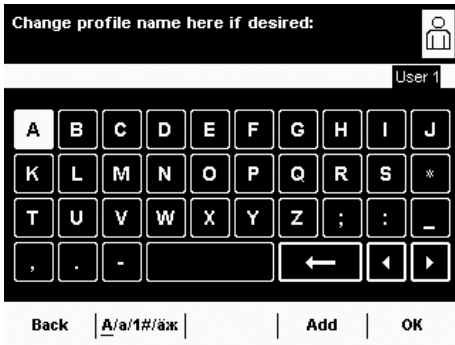 Change profile name here if desired:
User 1
A B C D E F G H I J
K L M N O P Q R S *
T U V W X Y Z ; : _
, . -
Back A/a/1#/äж Add OK